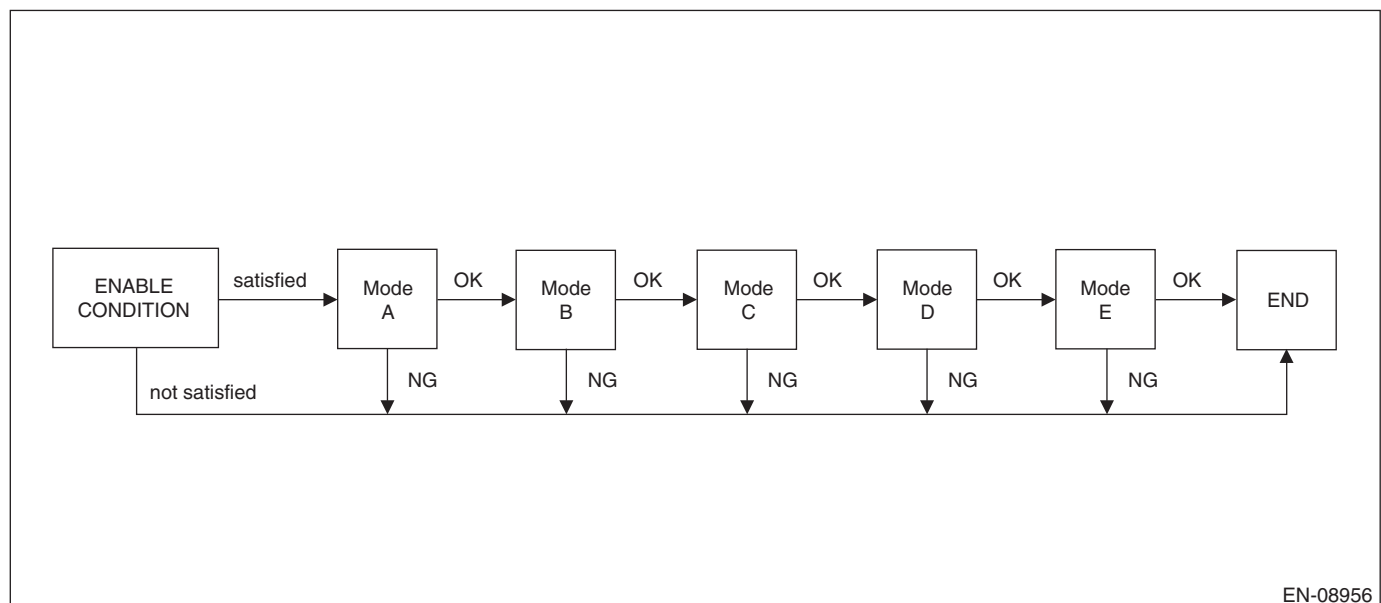 ENABLE
CONDITION
satisfied
Mode
A
OK
Mode
B
OK
Mode
C
OK
Mode
D
OK
Mode
E
OK
END
not satisfied
NG
NG
NG
NG
NG
EN-08956